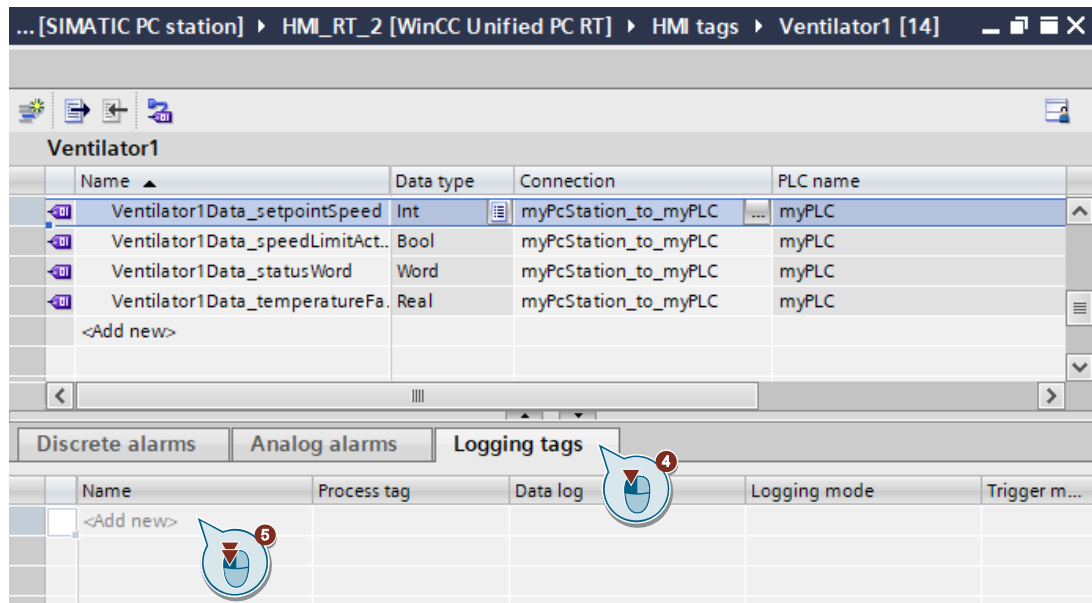 ... [SIMATIC PC station] ▸ HMI_RT_2 [WinCC Unified PC RT] ▸ HMI tags ▸ Ventilator1 [14]
Ventilator1
Name Data type Connection PLC name
Ventilator1Data_setpointSpeed Int myPcStation_to_myPLC ... myPLC
Ventilator1Data_speedLimitAct.. Bool myPcStation_to_myPLC myPLC
Ventilator1Data_statusWord Word myPcStation_to_myPLC myPLC
Ventilator1Data_temperatureFa. Real myPcStation_to_myPLC myPLC
<Add new>
Discrete alarms Analog alarms Logging tags
4
Name Process tag Data log Logging mode Trigger m...
<Add new>
5